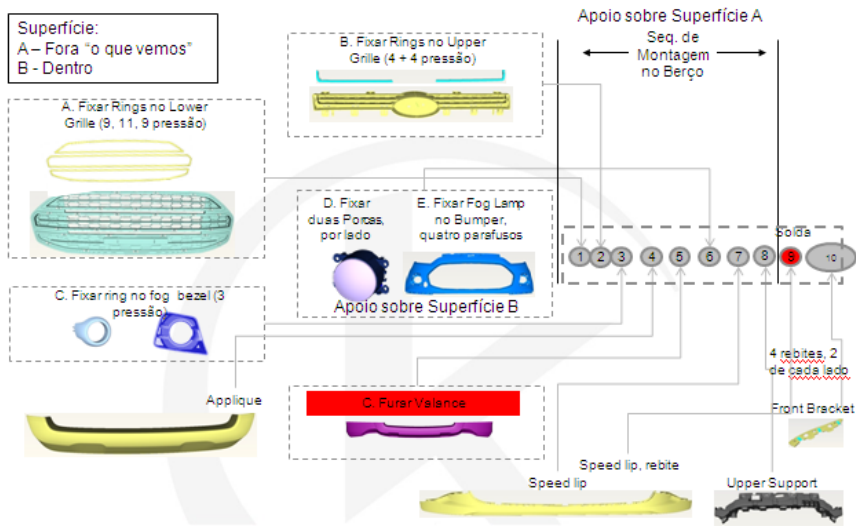 Superfície:
A – Fora “o que vemos”
B - Dentro
B. Fixar Rings no Upper
Grille (4 + 4 pressão)
Apoio sobre Superfície A
Seq. de
Montagem
no Berço
A. Fixar Rings no Lower
Grille (9, 11, 9 pressão)
D. Fixar
duas Porcas,
por lado
E. Fixar Fog Lamp
no Bumper,
quatro parafusos
Apoio sobre Superfície B
Solda
1 2 3 4 5 6 7 8 9 10
C. Fixar ring no fog bezel (3
pressão)
4 rebites, 2
de cada lado
Applique
C. Furar Valance
Front Bracket
Speed lip, rebite
Speed lip
Upper Support